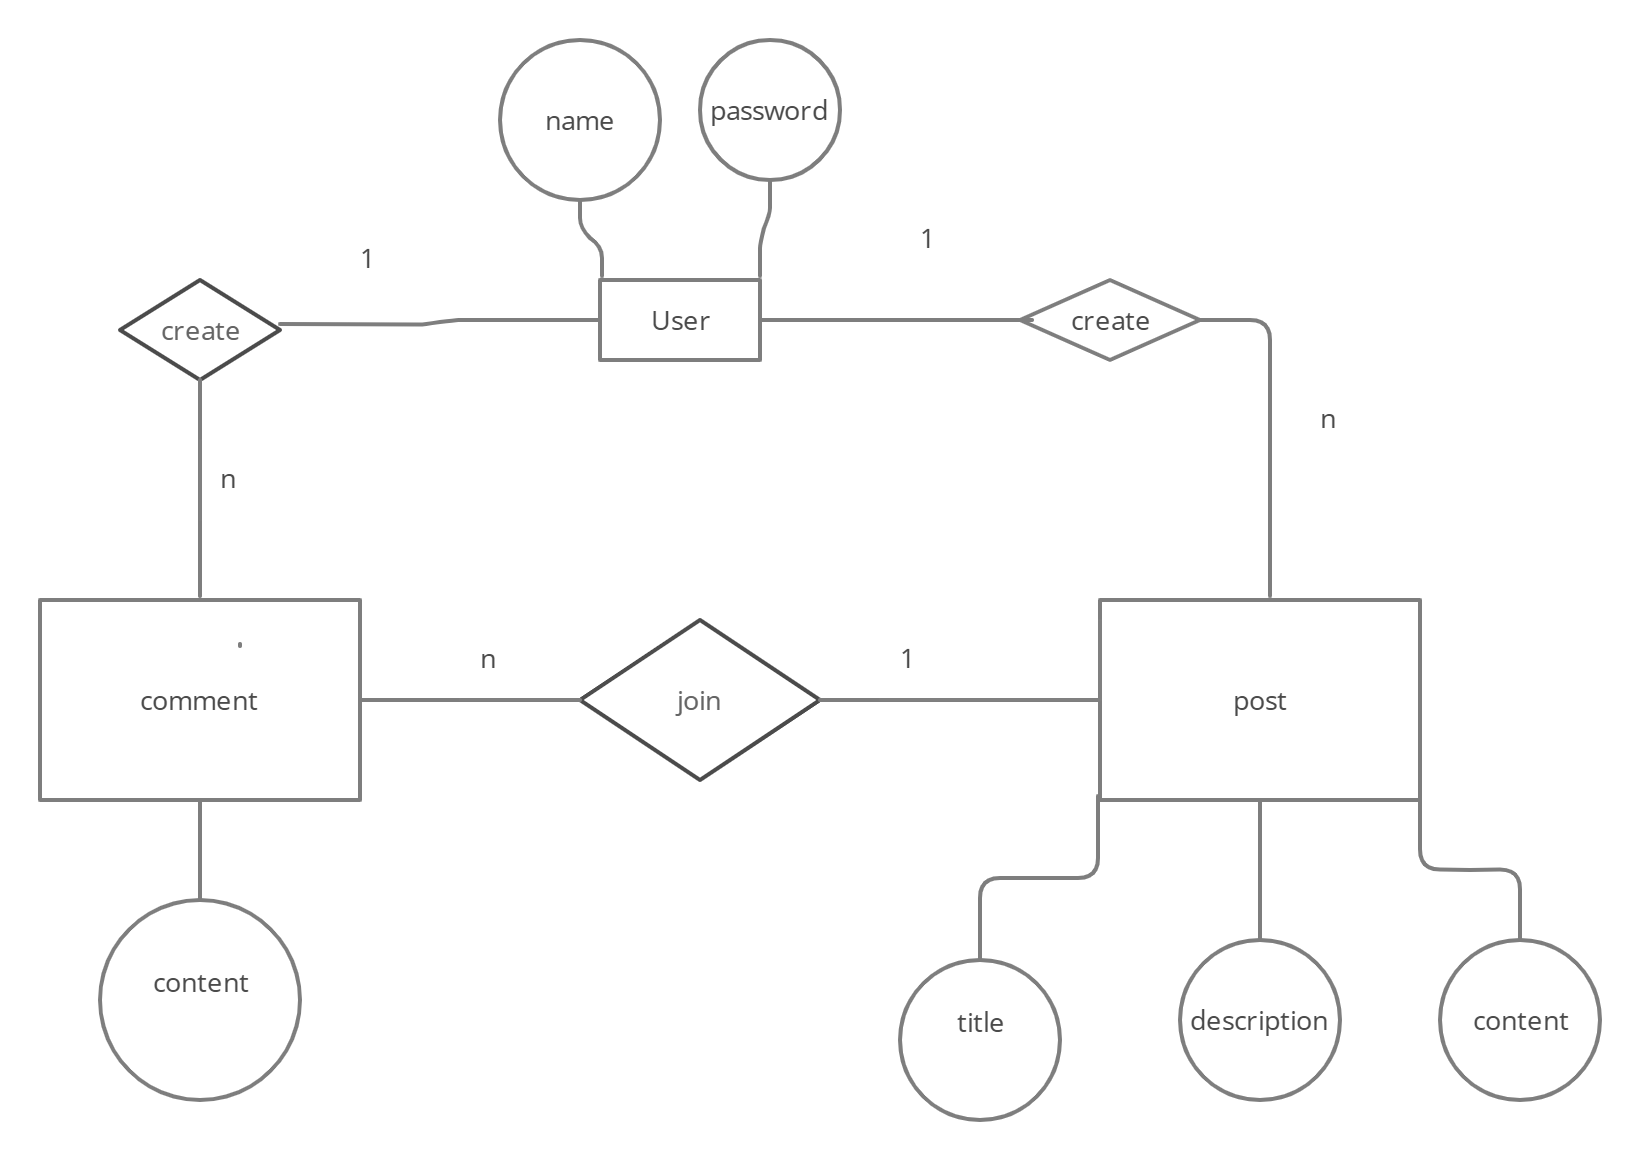 name
password
1
1
create
User
create
n
n
n
1
comment
join
post
content
title
description
content